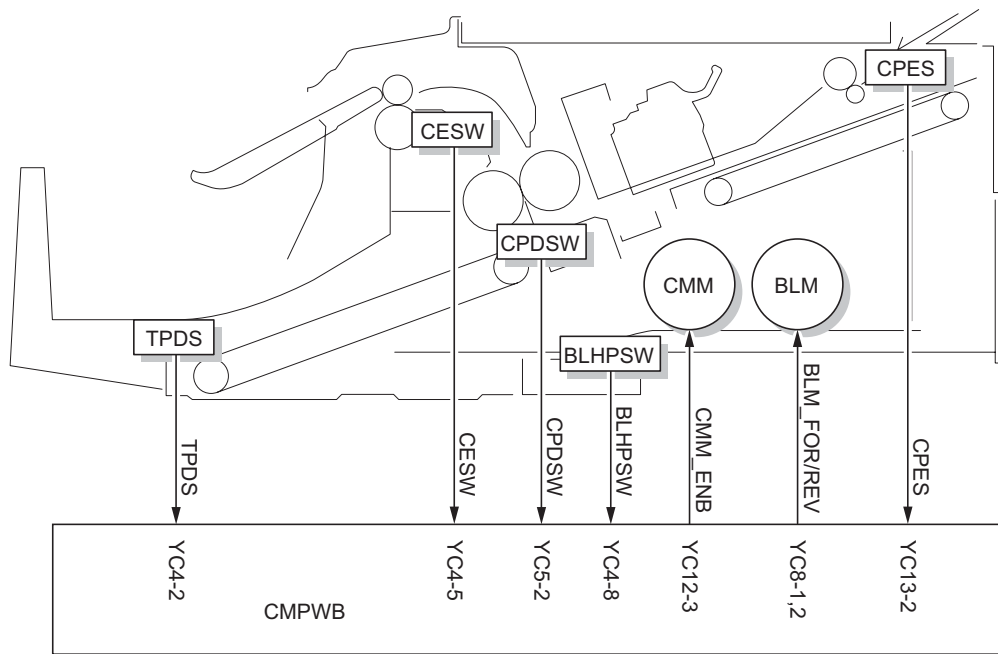 CPES
CESW
CPDSW
CMM
BLM
TPDS
BLHPSW
TPDS
CESW
CPDSW
BLHPSW
CMM_ENB
BLM_FOR/REV
CPES
YC4-2
YC4-5
YC5-2
YC4-8
YC12-3
YC8-1,2
YC13-2
CMPWB